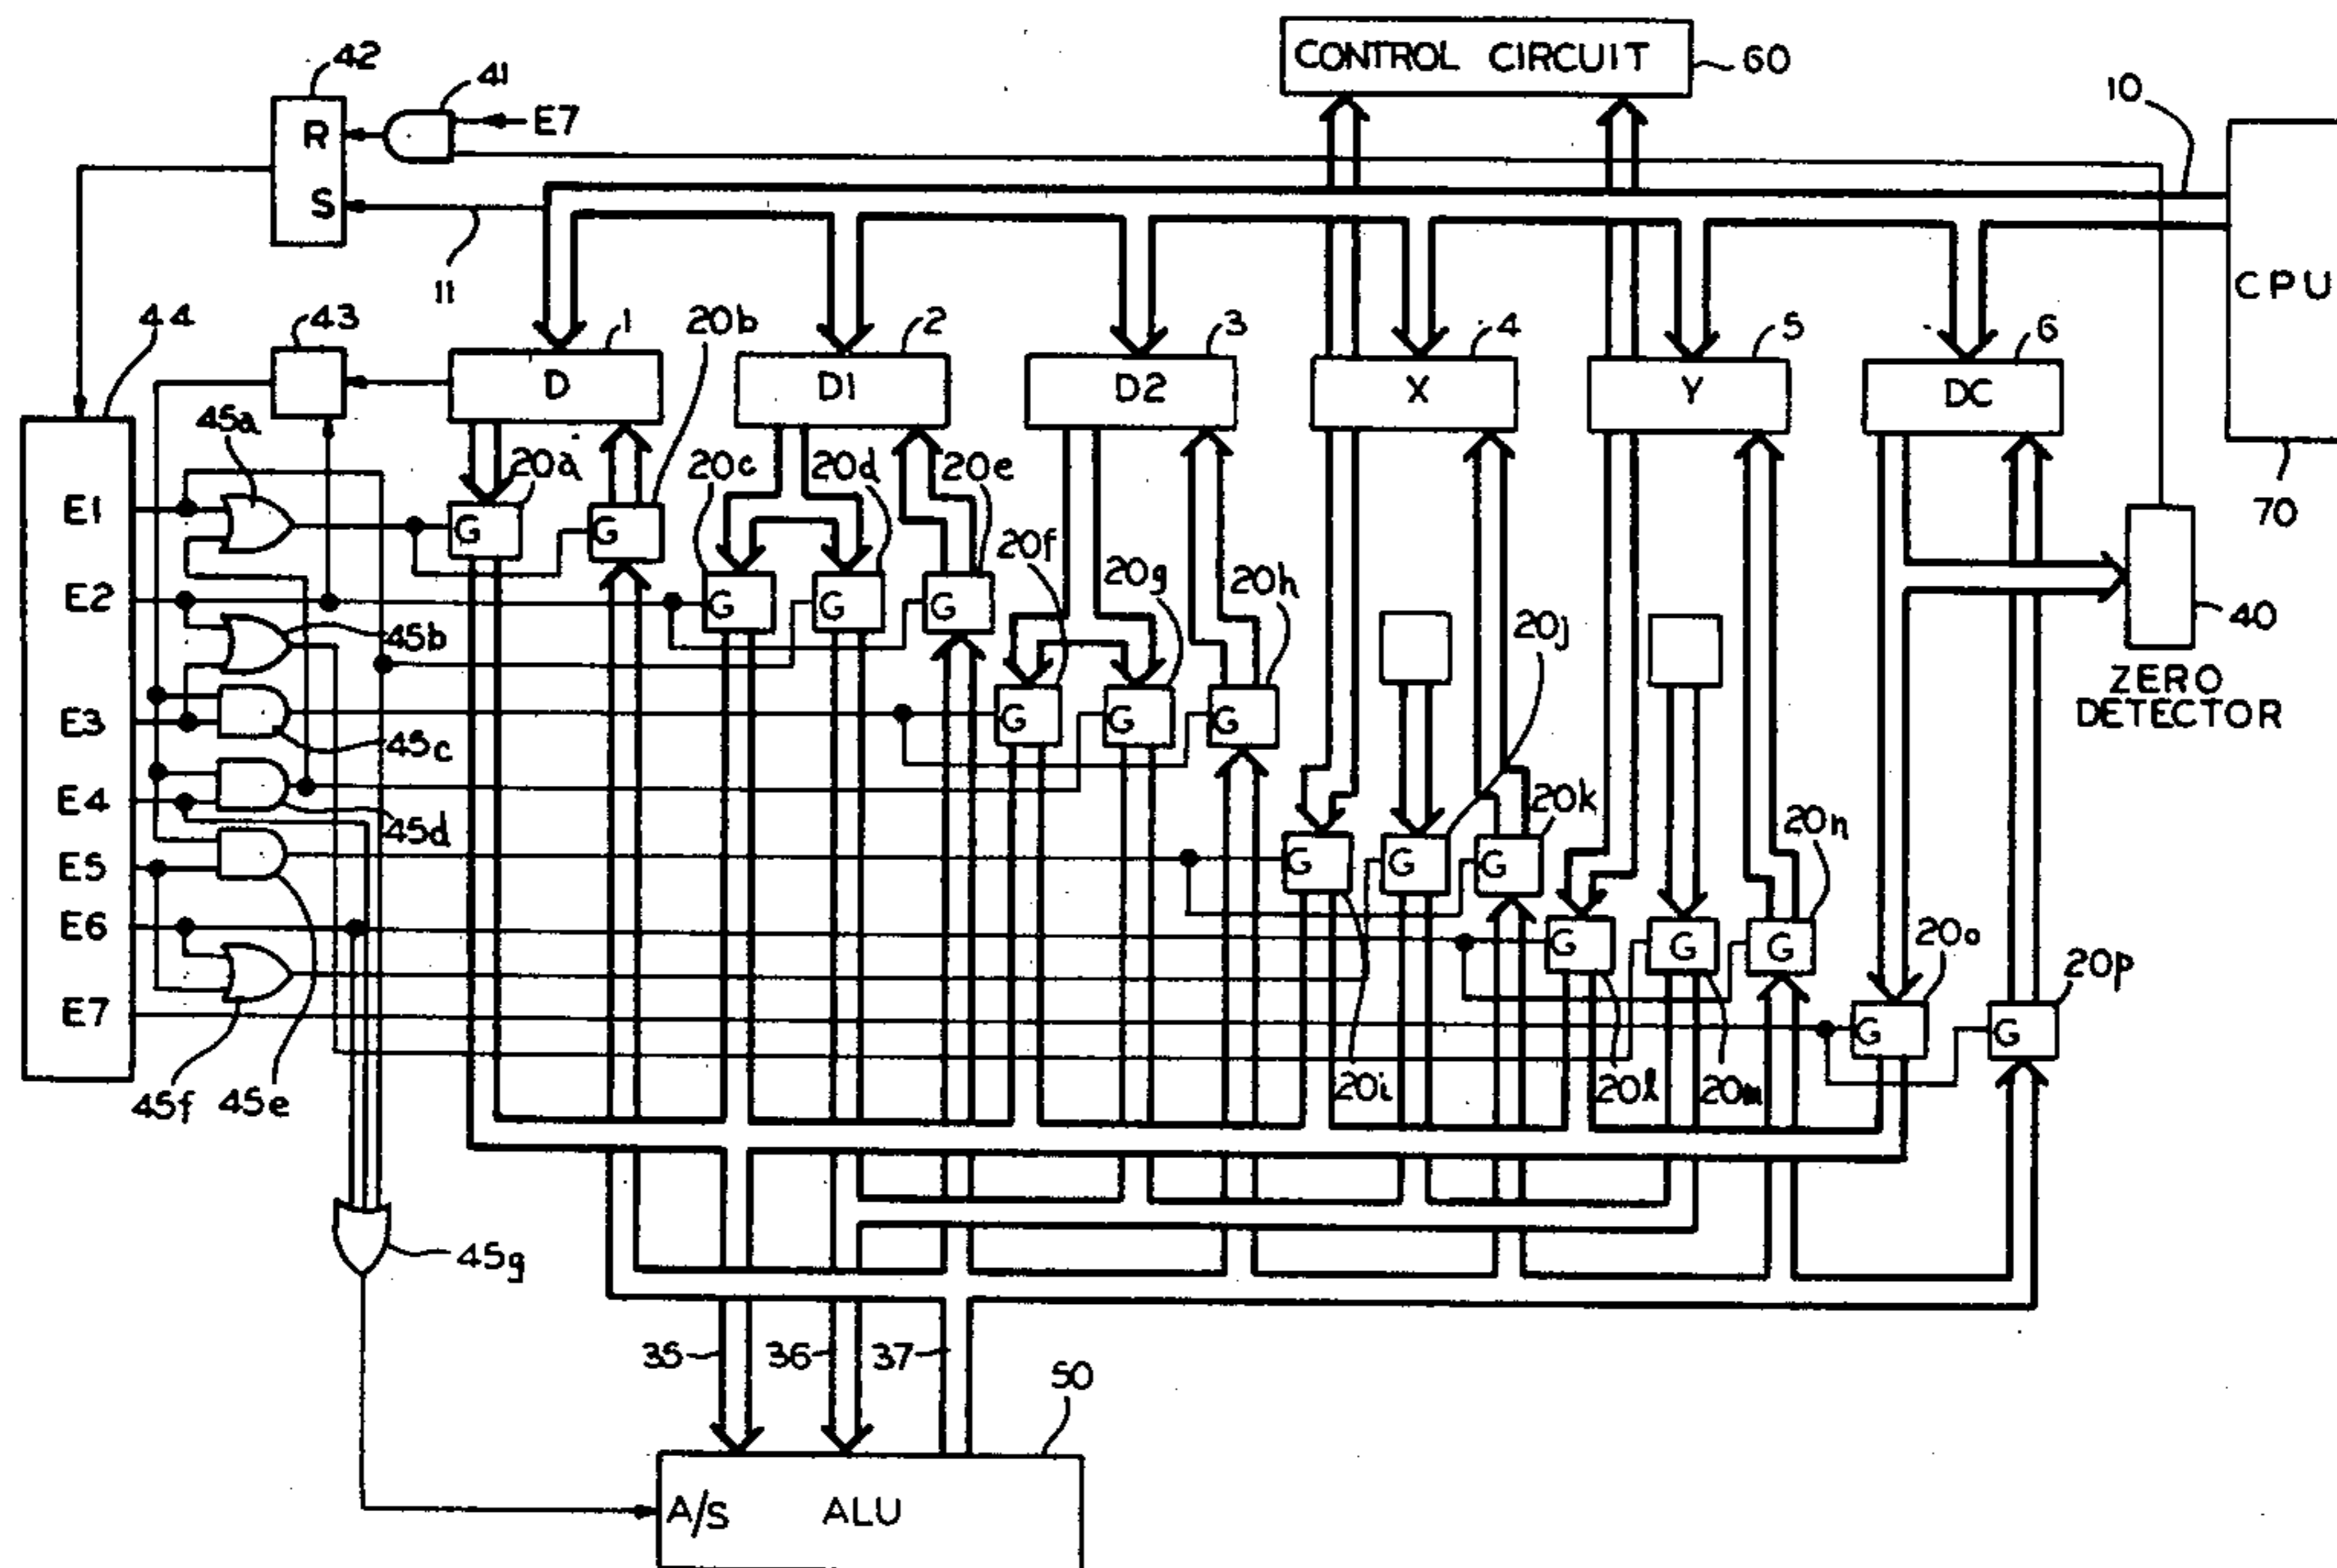 CONTROL CIRCUIT
60
42
41
10
E7
R
S
11
CPU
70
44
43
1
20b
2
3
4
5
6
D
D1
D2
X
Y
DC
45a
20a
20c
20d
20e
20f
20g
20h
20j
E1
G
G
E2
G
G
G
45b
40
ZERO
DETECTOR
E3
G
G
G
45c
E4
45d
20k
20n
E5
G
G
G
E6
G
G
G
20o
20p
E7
G
G
45f
45e
20i
20l
20m
45g
35
36
37
50
A/S
ALU